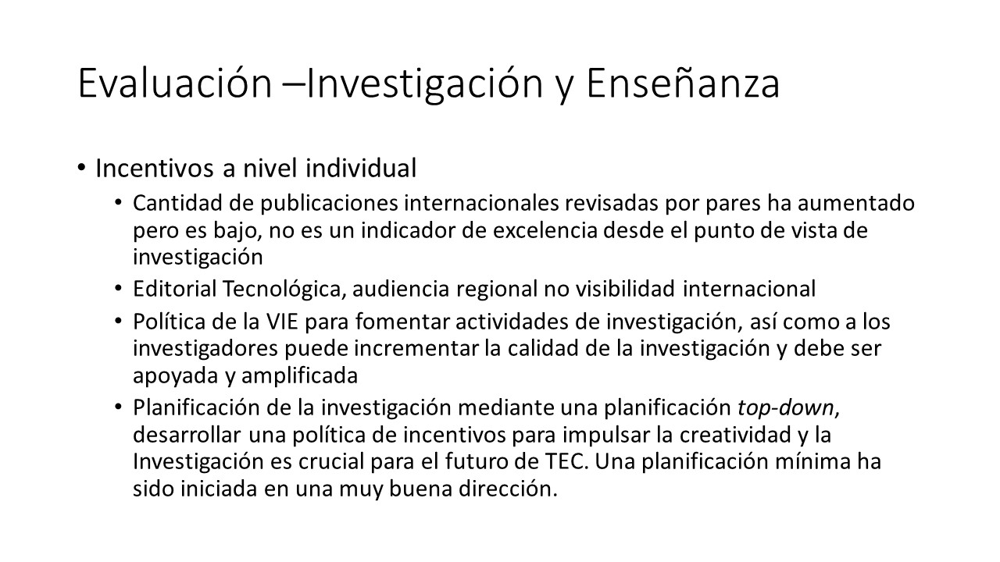 Evaluación –Investigación y Enseñanza
• Incentivos a nivel individual
• Cantidad de publicaciones internacionales revisadas por pares ha aumentado
pero es bajo, no es un indicador de excelencia desde el punto de vista de
investigación
• Editorial Tecnológica, audiencia regional no visibilidad internacional
• Política de la VIE para fomentar actividades de investigación, así como a los
investigadores puede incrementar la calidad de la investigación y debe ser
apoyada y amplificada
• Planificación de la investigación mediante una planificación top-down,
desarrollar una política de incentivos para impulsar la creatividad y la
Investigación es crucial para el futuro de TEC. Una planificación mínima ha
sido iniciada en una muy buena dirección.